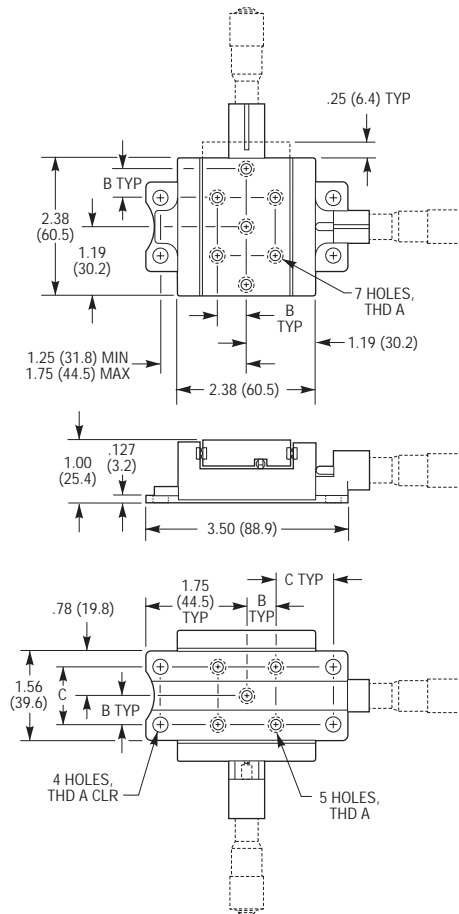 .25 (6.4) TYP
B TYP
2.38
(60.5)
1.19
(30.2)
7 HOLES,
THD A
B
TYP
1.25 (31.8) MIN
1.75 (44.5) MAX
1.19 (30.2)
2.38 (60.5)
1.00
(25.4)
.127
(3.2)
3.50 (88.9)
C TYP
1.75
(44.5)
TYP
B
TYP
.78 (19.8)
1.56
(39.6)
C
B TYP
4 HOLES,
THD A CLR
5 HOLES,
THD A